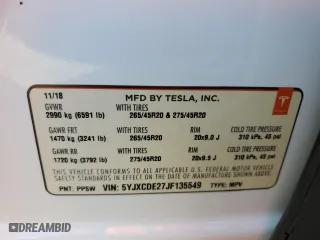 11/18
MFD BY TESLA, INC.
GVWR WITH TIRES
2990 kg (6591 lb) 265/45R20 & 275/45R20
GAWR FRT WITH TIRES RIM COLD TIRE PRESSURE
1470 kg (3241 lb) 265/45R20 20x9.0 J 310 kPa, 45 psi
GAWR RR WITH TIRES RIM COLD TIRE PRESSURE
1720 kg (3792 lb) 275/45R20 20x9.5 J 310 kPa, 45 psi
THIS VEHICLE CONFORMS TO ALL APPLICABLE U.S. FEDERAL MOTOR VEHICLE
SAFETY STANDARDS IN EFFECT ON THE DATE OF MANUFACTURE SHOWN ABOVE.
PNT: PPSW VIN: 5YJXCDE27JF135549 TYPE: MPV
TESLA
DREAMBID